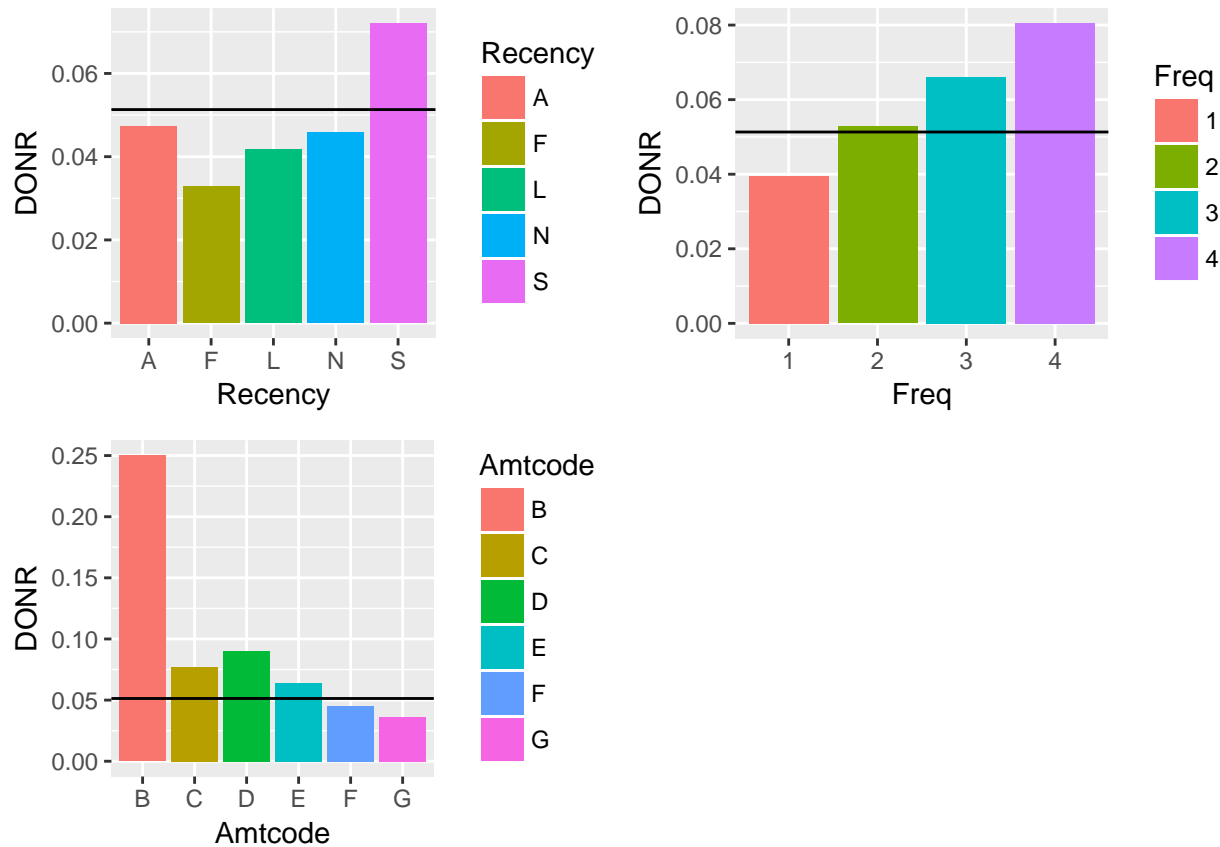 DONR
0.06
0.04
0.02
0.00
A F L N S
Recency
Recency
A
F
L
N
S
DONR
0.08
0.06
0.04
0.02
0.00
1 2 3 4
Freq
Freq
1
2
3
4
DONR
0.25
0.20
0.15
0.10
0.05
0.00
B C D E F G
Amtcode
Amtcode
B
C
D
E
F
G